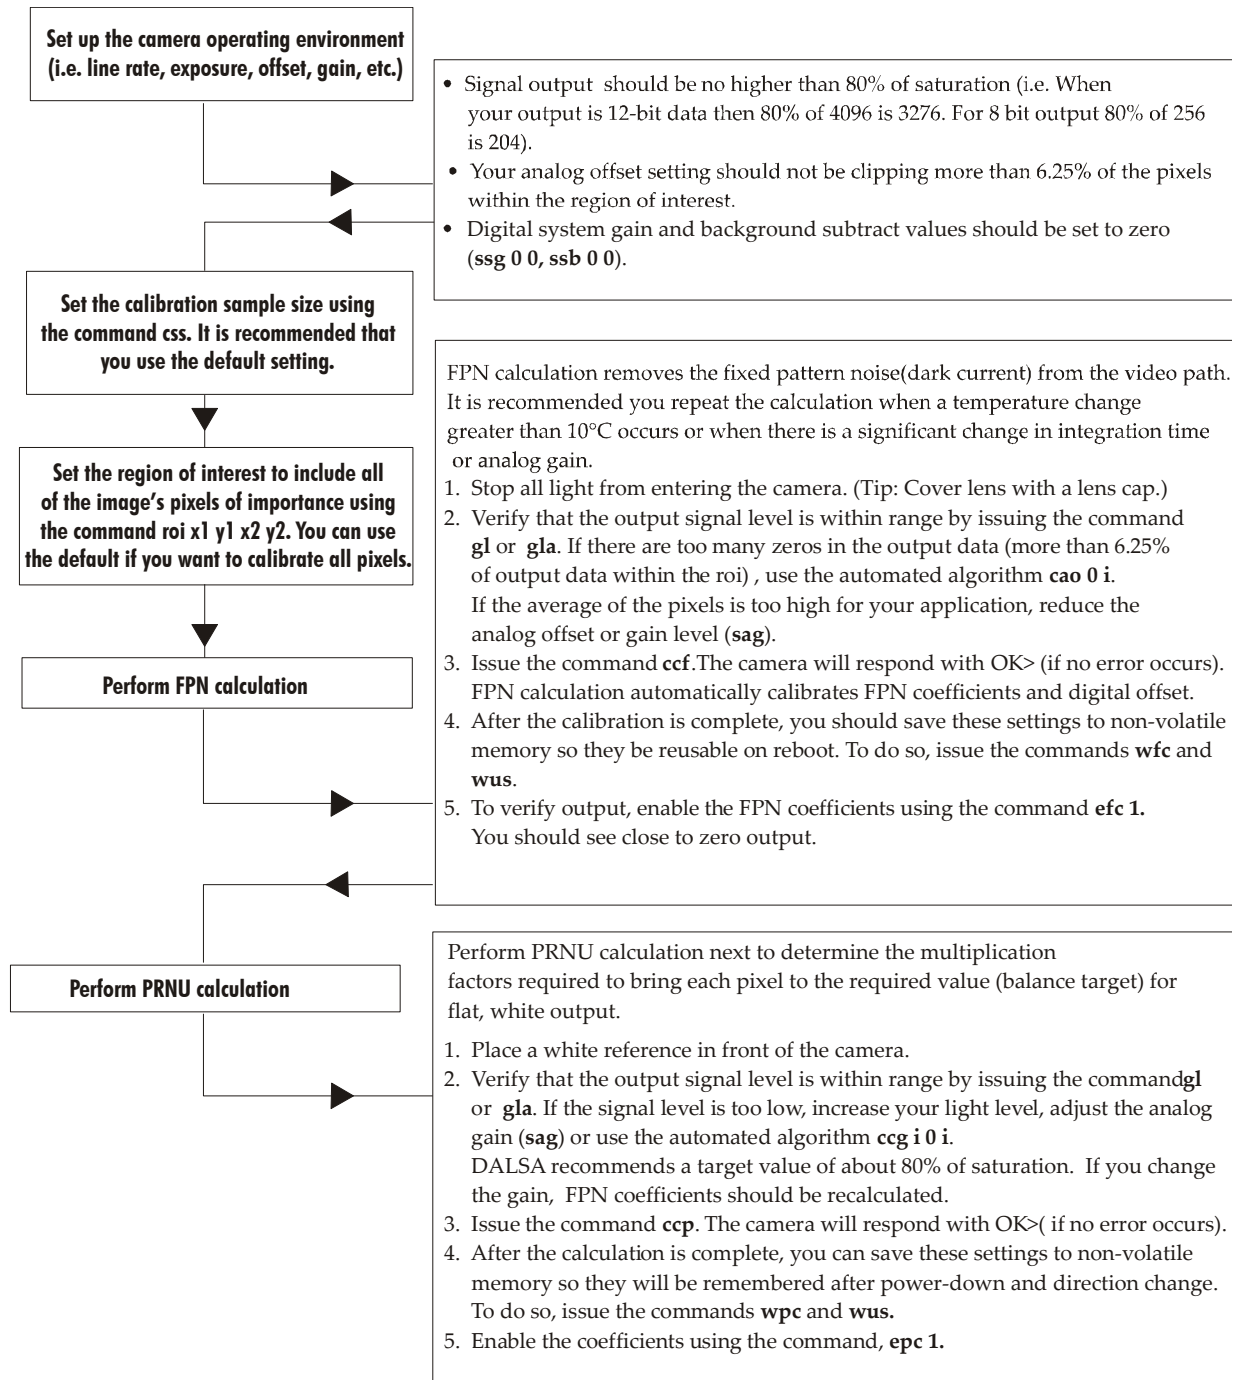 Set up the camera operating environment
(i.e. line rate, exposure, offset, gain, etc.)
• Signal output should be no higher than 80% of saturation (i.e. When
your output is 12-bit data then 80% of 4096 is 3276. For 8 bit output 80% of 256
is 204).
• Your analog offset setting should not be clipping more than 6.25% of the pixels
within the region of interest.
• Digital system gain and background subtract values should be set to zero
(ssg 0 0, ssb 0 0).
Set the calibration sample size using
the command css. It is recommended that
you use the default setting.
Set the region of interest to include all
of the image's pixels of importance using
the command roi x1 y1 x2 y2. You can use
the default if you want to calibrate all pixels.
Perform FPN calculation
FPN calculation removes the fixed pattern noise(dark current) from the video path.
It is recommended you repeat the calculation when a temperature change
greater than 10°C occurs or when there is a significant change in integration time
or analog gain.
1. Stop all light from entering the camera. (Tip: Cover lens with a lens cap.)
2. Verify that the output signal level is within range by issuing the command
gl or gla. If there are too many zeros in the output data (more than 6.25%
of output data within the roi) , use the automated algorithm cao 0 i.
If the average of the pixels is too high for your application, reduce the
analog offset or gain level (sag).
3. Issue the command ccf.The camera will respond with OK> (if no error occurs).
FPN calculation automatically calibrates FPN coefficients and digital offset.
4. After the calibration is complete, you should save these settings to non-volatile
memory so they be reusable on reboot. To do so, issue the commands wfc and
wus.
5. To verify output, enable the FPN coefficients using the command efc 1.
You should see close to zero output.
Perform PRNU calculation
Perform PRNU calculation next to determine the multiplication
factors required to bring each pixel to the required value (balance target) for
flat, white output.
1. Place a white reference in front of the camera.
2. Verify that the output signal level is within range by issuing the commandgl
or gla. If the signal level is too low, increase your light level, adjust the analog
gain (sag) or use the automated algorithm ccg i 0 i.
DALSA recommends a target value of about 80% of saturation. If you change
the gain, FPN coefficients should be recalculated.
3. Issue the command ccp. The camera will respond with OK>( if no error occurs).
4. After the calculation is complete, you can save these settings to non-volatile
memory so they will be remembered after power-down and direction change.
To do so, issue the commands wpc and wus.
5. Enable the coefficients using the command, epc 1.